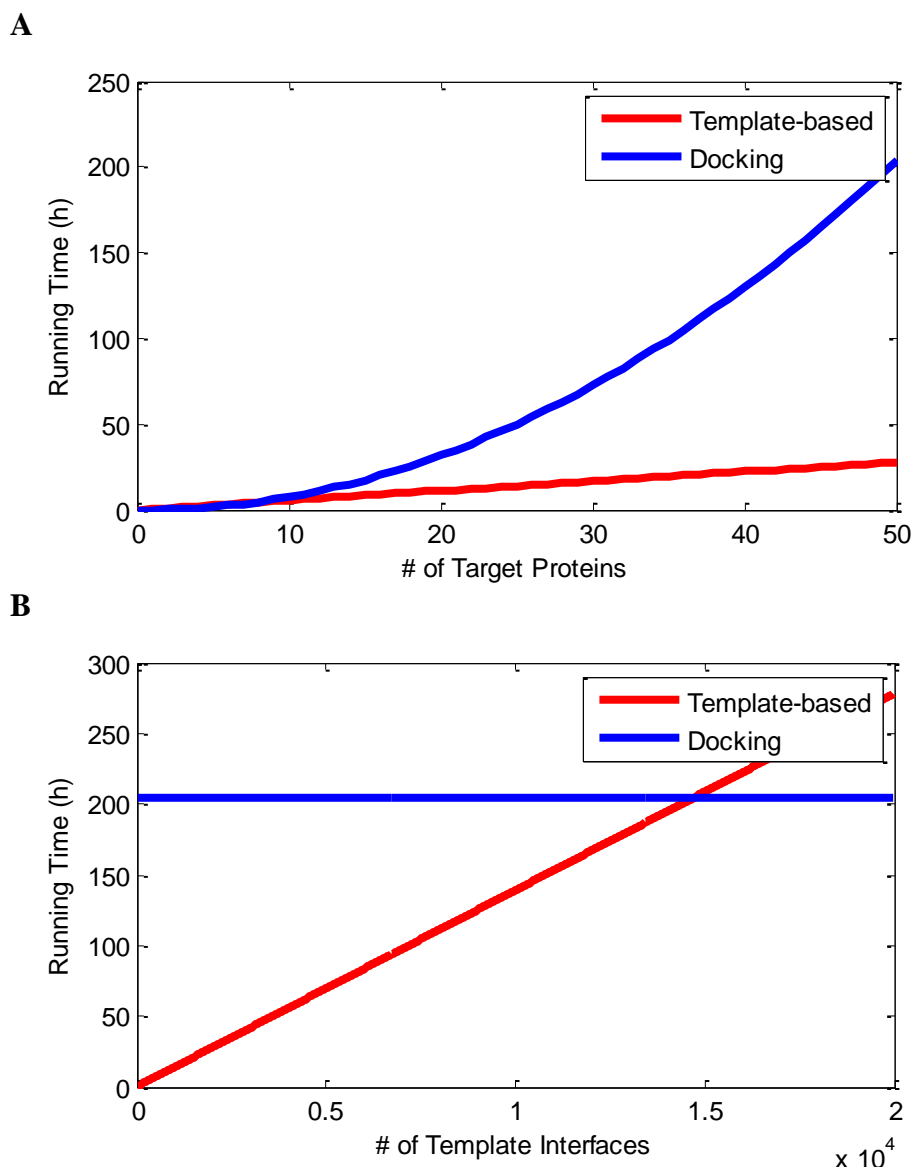 A
250
200
150
100
50
0
Running Time (h)
Template-based
Docking
0 10 20 30 40 50
# of Target Proteins
B
300
250
200
150
100
50
0
Running Time (h)
Template-based
Docking
0 0.5 1 1.5 2
# of Template Interfaces
x 10^4